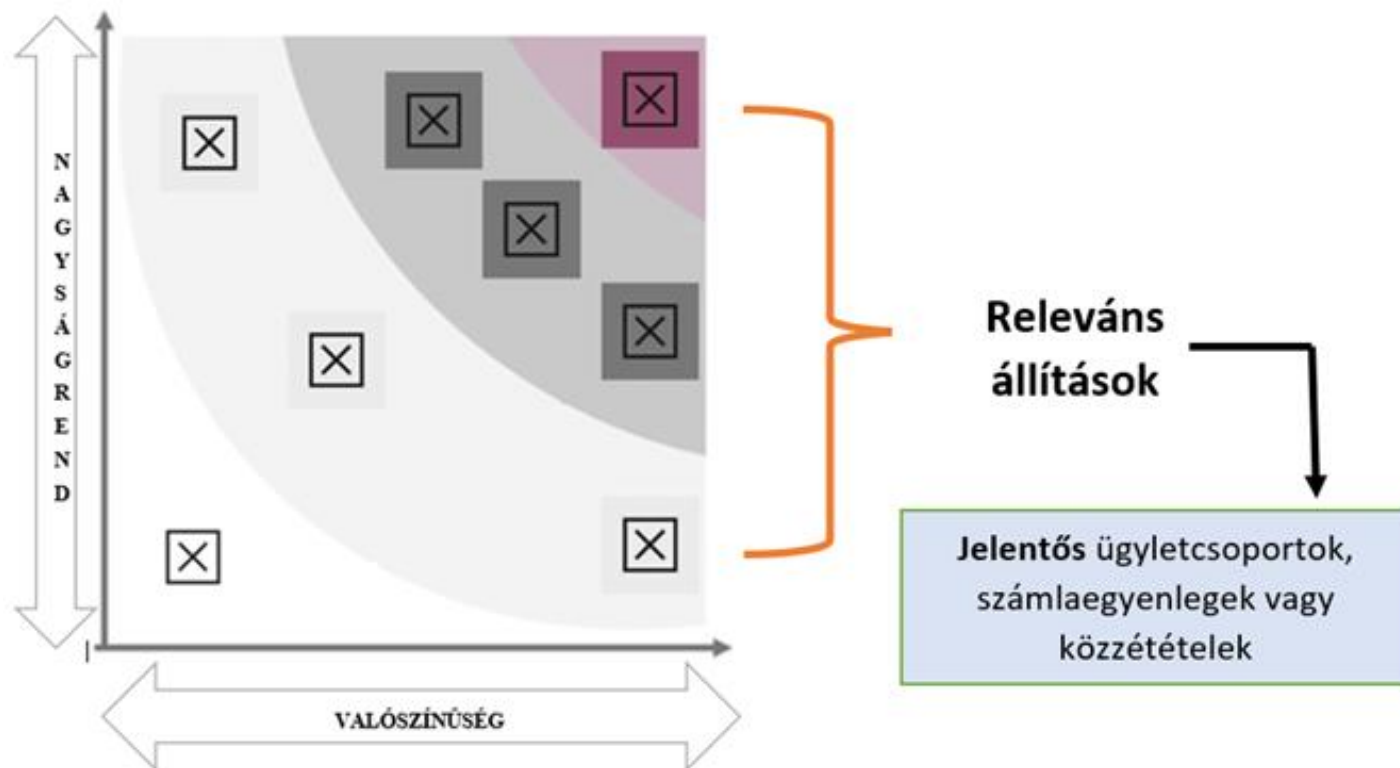 NAGYSÁGREND
VALÓSZÍNŰSÉG
Releváns
állítások
Jelentős ügyletcsoportok,
számlaegyenlegek vagy
közzétételek